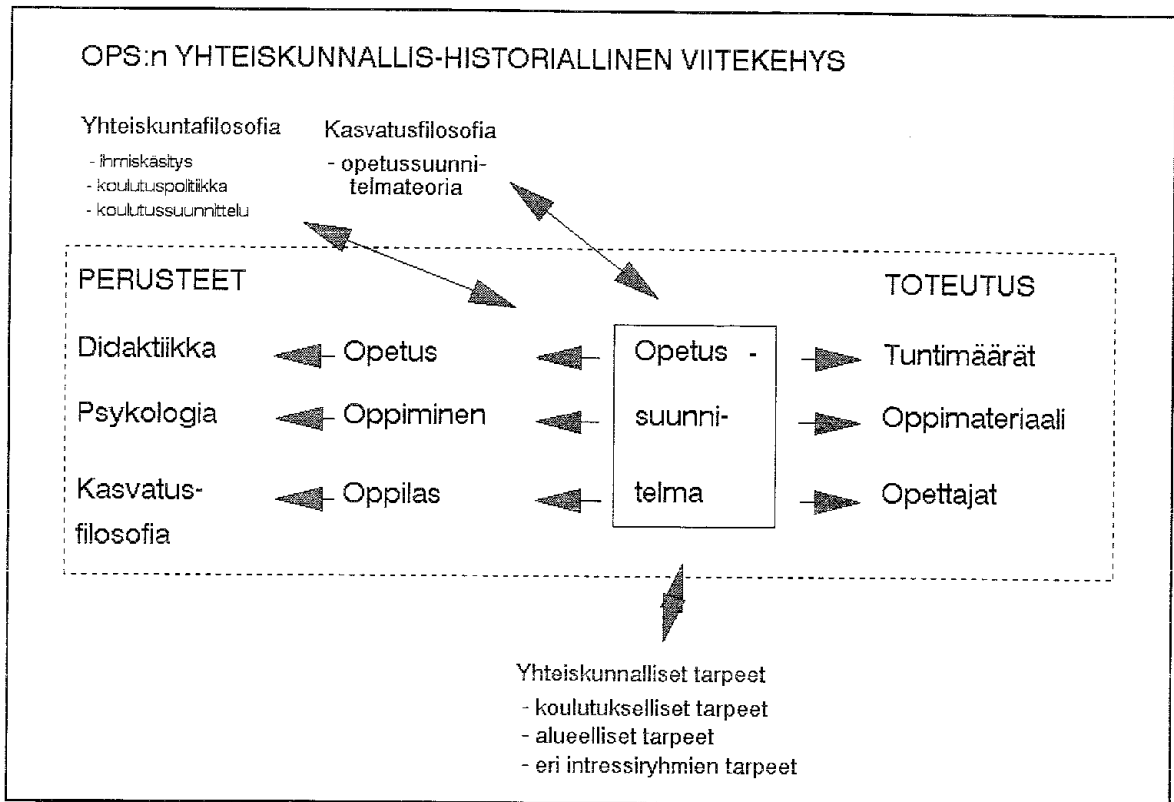 OPS:n YHTEISKUNNALLIS-HISTORIALLINEN VIITEKEHYS
Yhteiskuntafilosofia
- ihmiskäsitys
- koulutuspolitiikka
- koulutussuunnittelu
Kasvatusfilosofia
- opetussuunni-
telmateoria
PERUSTEET
TOTEUTUS
Didaktiikka
Opetus
Opetus -
Tuntimäärät
Psykologia
Oppiminen
suunni-
Oppimateriaali
Kasvatus-
filosofia
Oppilas
telma
Opettajat
Yhteiskunnalliset tarpeet
- koulutukselliset tarpeet
- alueelliset tarpeet
- eri intressiryhmien tarpeet